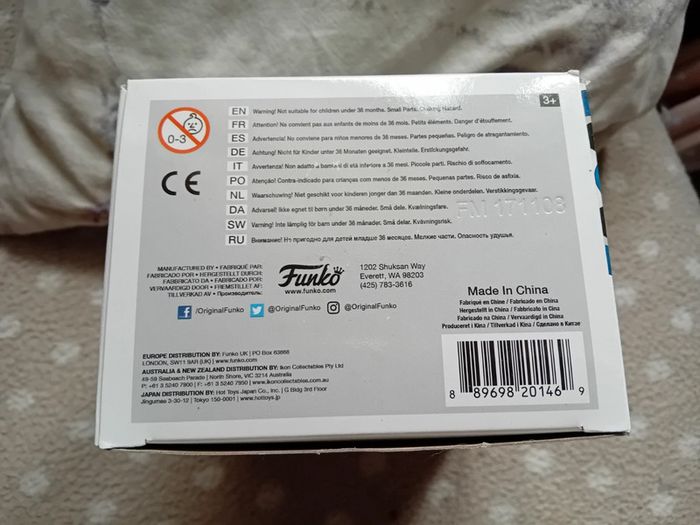 0-3
3+
EN Warning! Not suitable for children under 36 months. Small Parts. Choking Hazard.
FR Attention! Ne convient pas aux enfants de moins de 36 mois. Petits éléments. Danger d'étouffement.
ES Advertencia! No conviene para niños menores de 36 meses. Partes pequeñas. Peligro de atragantamiento.
DE Achtung! Nicht für Kinder unter 36 Monaten geeignet. Kleinteile. Erstickungsgefahr.
IT Avvertenza! Non adatto a bambini di età inferiore a 36 mesi. Piccole parti. Rischio di soffocamento.
PO Atenção! Contra-indicado para crianças com menos de 36 meses. Pequenas partes. Risco de asfixia.
NL Waarschuwing! Niet geschikt voor kinderen jonger dan 36 maanden. Kleine onderdelen. Verstikkingsgevaar.
DA Advarsel! Ikke egnet til børn under 36 måneder. Små dele. Kvælningsfare.
SW Varning! Inte lämplig för barn under 36 månader. Små delar. Kvävningsrisk.
RU Внимание! Не пригодно для детей младше 36 месяцев. Мелкие части. Опасность удушья.
CE
FN 171103
MANUFACTURED BY • FABRIQUÉ PAR:
FABRICADO POR • HERGESTELLT DURCH:
FABBRICATO DA • FABRICADO POR:
VERVAARDIGD DOOR • FREMSTILLET AF:
TILLVERKAD AV • Производитель:
Funko
www.funko.com
1202 Shuksan Way
Everett, WA 98203
(425) 783-3616
/OriginalFunko @OriginalFunko @OriginalFunko
Made In China
Fabriqué en Chine / Fabricado en China
Hergestellt in China / Fabbricato in China
Fabricado na China / Vervaardigd in China
Produceret i Kina / Tillverkad i Kina / Сделано в Китае
EUROPE DISTRIBUTION BY: Funko UK | PO Box 63868
LONDON, SW11 9AR (UK) | www.funko.com
AUSTRALIA & NEW ZEALAND DISTRIBUTION BY: Ikon Collectables Pty Ltd
49-59 Seabeach Parade | North Shore, VIC 3214 Australia
P: +61 3 5240 7900 | F: +61 3 5240 7950 | www.ikoncollectables.com.au
JAPAN DISTRIBUTION BY: Hot Toys Japan Co., Inc. | G Bldg 3rd Floor
Jingumae 3-30-12 | Tokyo 150-0001 | www.hottoys.jp
8 89698 20146 9